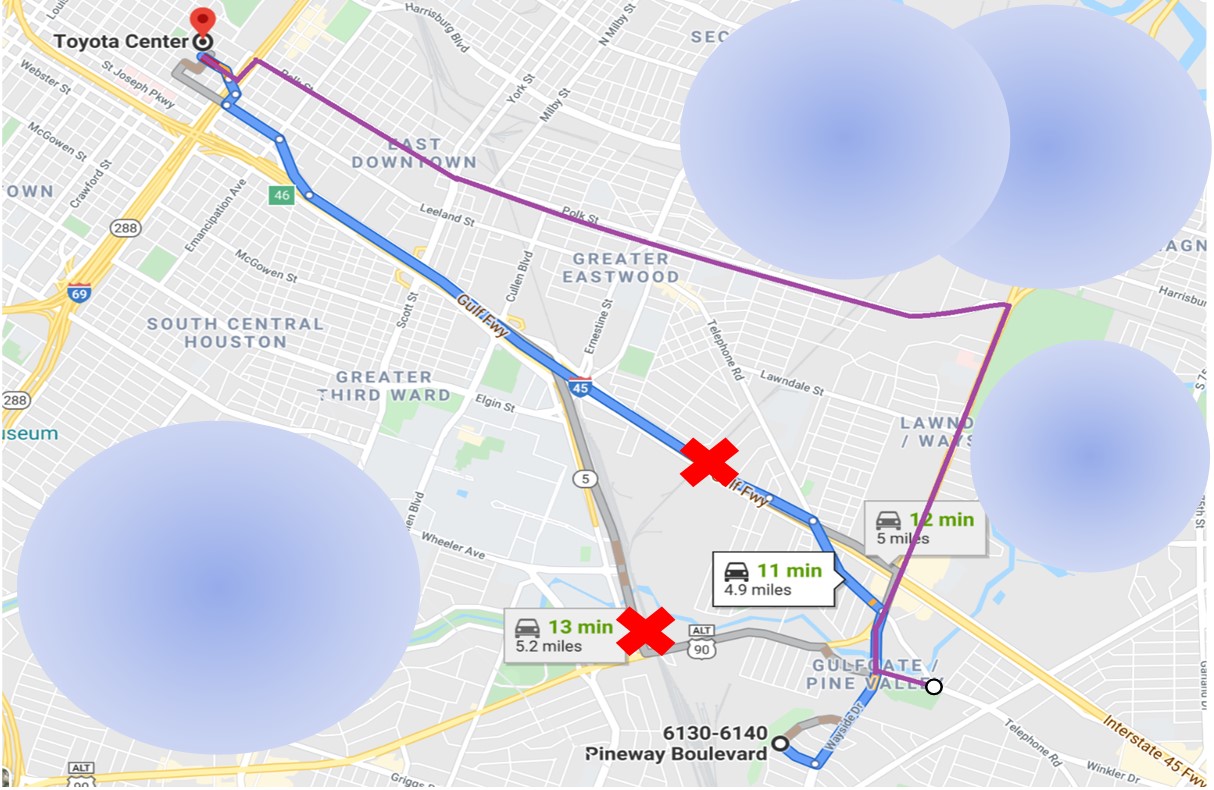 Harrisburg Blvd
N Milby St
SEC
Toyota Center
Webster St
St Joseph Pkwy
Polk St
York St
Milby St
McGowen St
EAST
DOWNTOWN
Crawford St
OWN
46
Emancipation Ave
Leeland St
Polk St
288
AGN
McGowen St
Cullen Blvd
GREATER
EASTWOOD
69
Harrisbur
Scott St
Gulf Fwy
Ernestine St
SOUTH CENTRAL
HOUSTON
Telephone Rd
GREATER
THIRD WARD
45
Lawndale St
288
Elgin St
useum
LAWND
/ WAYS
5
Gulf Fwy
len Blvd
75th St
12 min
5 miles
Wheeler Ave
11 min
4.9 miles
13 min
5.2 miles
ALT
90
GULFGATE /
PINE VALLEY
6130-6140
Pineway Boulevard
Wayside Dr
Telephone Rd
Interstate 45 Fwy
Winkler Dr
ALT
90
Griggs